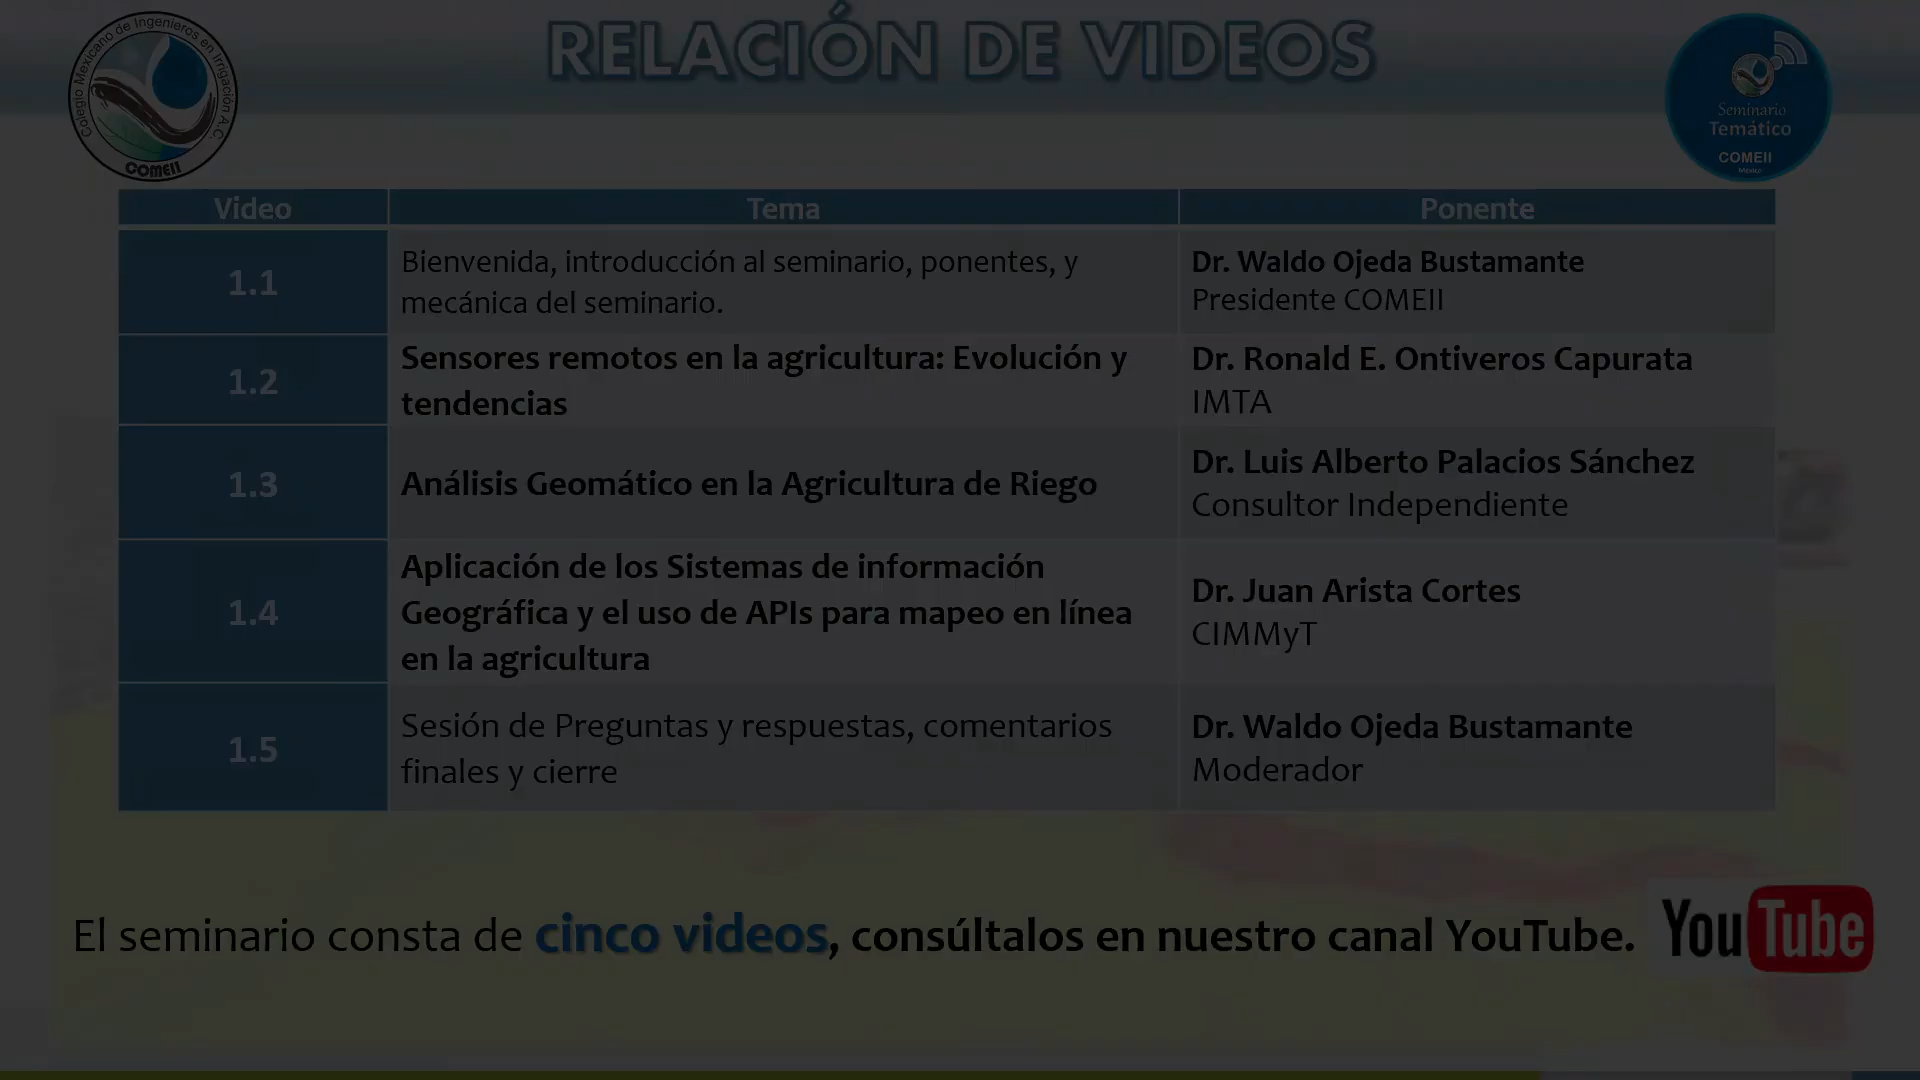 RELACIÓN DE VIDEOS
Colegio Mexicano de Ingenieros en Irrigación A.C.
COMEII
Seminario
Temático
COMEII
MÉXICO
Video Tema Ponente
1.1
Bienvenida, introducción al seminario, ponentes, y
mecánica del seminario.
Dr. Waldo Ojeda Bustamante
Presidente COMEII
1.2
Sensores remotos en la agricultura: Evolución y
tendencias
Dr. Ronald E. Ontiveros Capurata
IMTA
1.3
Análisis Geomático en la Agricultura de Riego
Dr. Luis Alberto Palacios Sánchez
Consultor Independiente
1.4
Aplicación de los Sistemas de información
Geográfica y el uso de APIs para mapeo en línea
en la agricultura
Dr. Juan Arista Cortes
CIMMyT
1.5
Sesión de Preguntas y respuestas, comentarios
finales y cierre
Dr. Waldo Ojeda Bustamante
Moderador
El seminario consta de cinco videos, consúltalos en nuestro canal YouTube.
YouTube